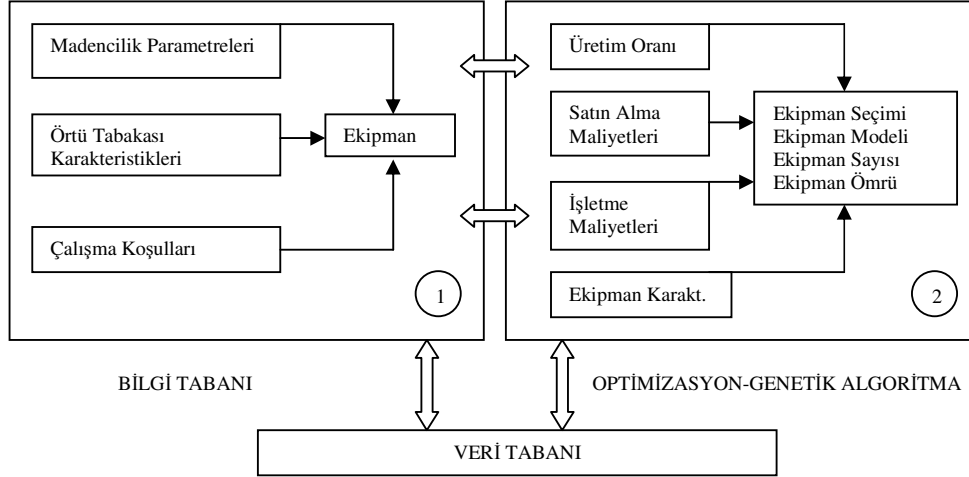 Madencilik Parametreleri
Örtü Tabakası
Karakteristikleri
Çalışma Koşulları
Ekipman
1
Üretim Oranı
Satın Alma
Maliyetleri
İşletme
Maliyetleri
Ekipman Karakt.
Ekipman Seçimi
Ekipman Modeli
Ekipman Sayısı
Ekipman Ömrü
2
BİLGİ TABANI
OPTİMİZASYON-GENETİK ALGORİTMA
VERİ TABANI